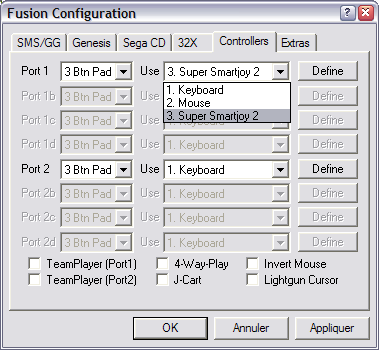 Fusion Configuration
SMS/GG Genesis Sega CD 32X Controllers Extras
Port 1 3 Btn Pad Use 3. Super Smartjoy 2 Define
1. Keyboard
2. Mouse
3. Super Smartjoy 2
Port 1b 3 Btn Pad Use Define
Port 1c 3 Btn Pad Use Define
Port 1d 3 Btn Pad Use 1. Keyboard Define
Port 2 3 Btn Pad Use 1. Keyboard Define
Port 2b 3 Btn Pad Use 1. Keyboard Define
Port 2c 3 Btn Pad Use 1. Keyboard Define
Port 2d 3 Btn Pad Use 1. Keyboard Define
TeamPlayer (Port1) 4-Way-Play Invert Mouse
TeamPlayer (Port2) J-Cart Lightgun Cursor
OK Annuler Appliquer